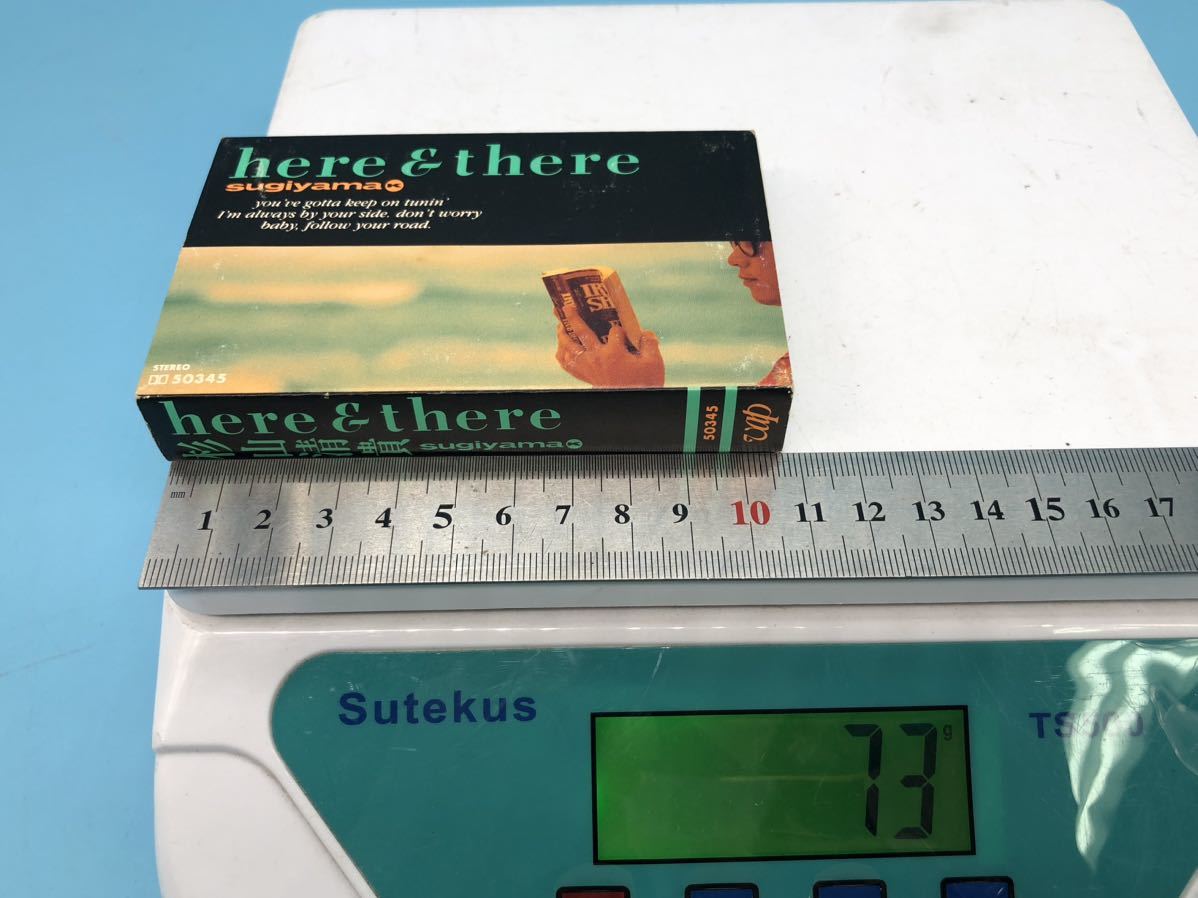 here & there
sugiyama
you've gotta keep on tunin'
I'm always by your side. don't worry
baby, follow your road.
STEREO
50345
here & there
杉山清貴 sugiyama
50345
mm 1 2 3 4 5 6 7 8 9 10 11 12 13 14 15 16 17
Sutekus
73 g